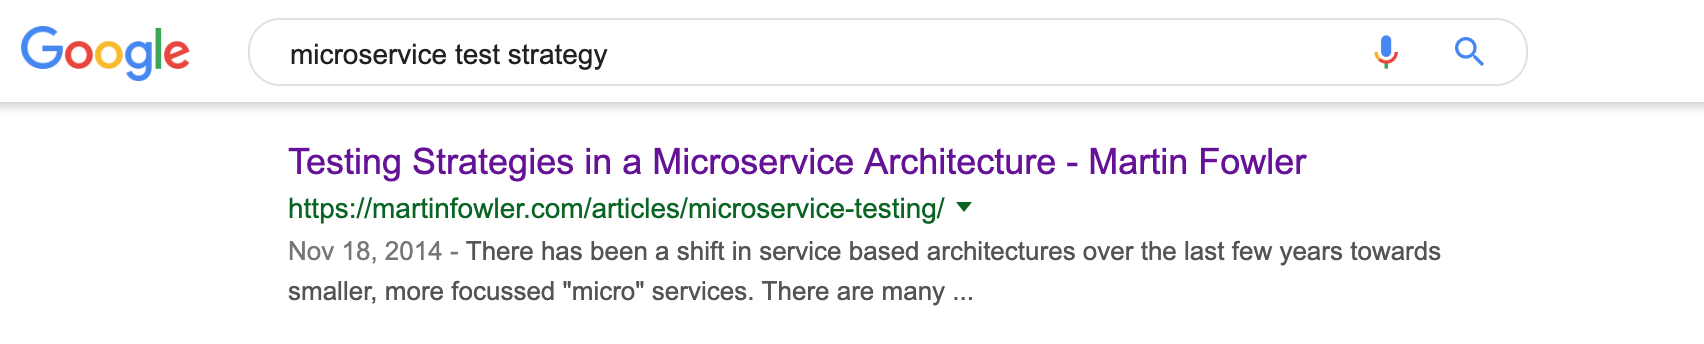 Google
microservice test strategy
Testing Strategies in a Microservice Architecture - Martin Fowler
https://martinfowler.com/articles/microservice-testing/
Nov 18, 2014 - There has been a shift in service based architectures over the last few years towards
smaller, more focussed "micro" services. There are many ...